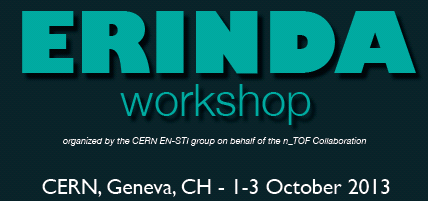 ERINDA
workshop
organized by the CERN EN-STI group on behalf of the n_TOF Collaboration
CERN, Geneva, CH - 1-3 October 2013